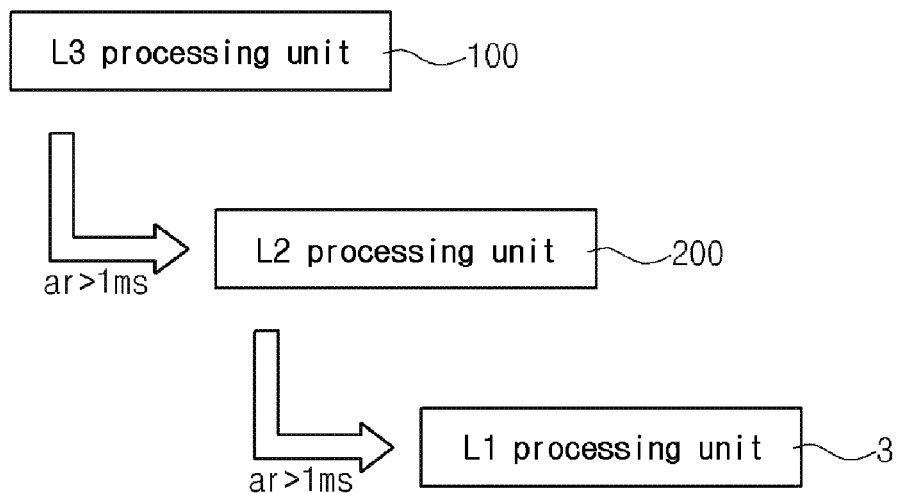 L3 processing unit 100
ar>1ms
L2 processing unit 200
ar>1ms
L1 processing unit 3